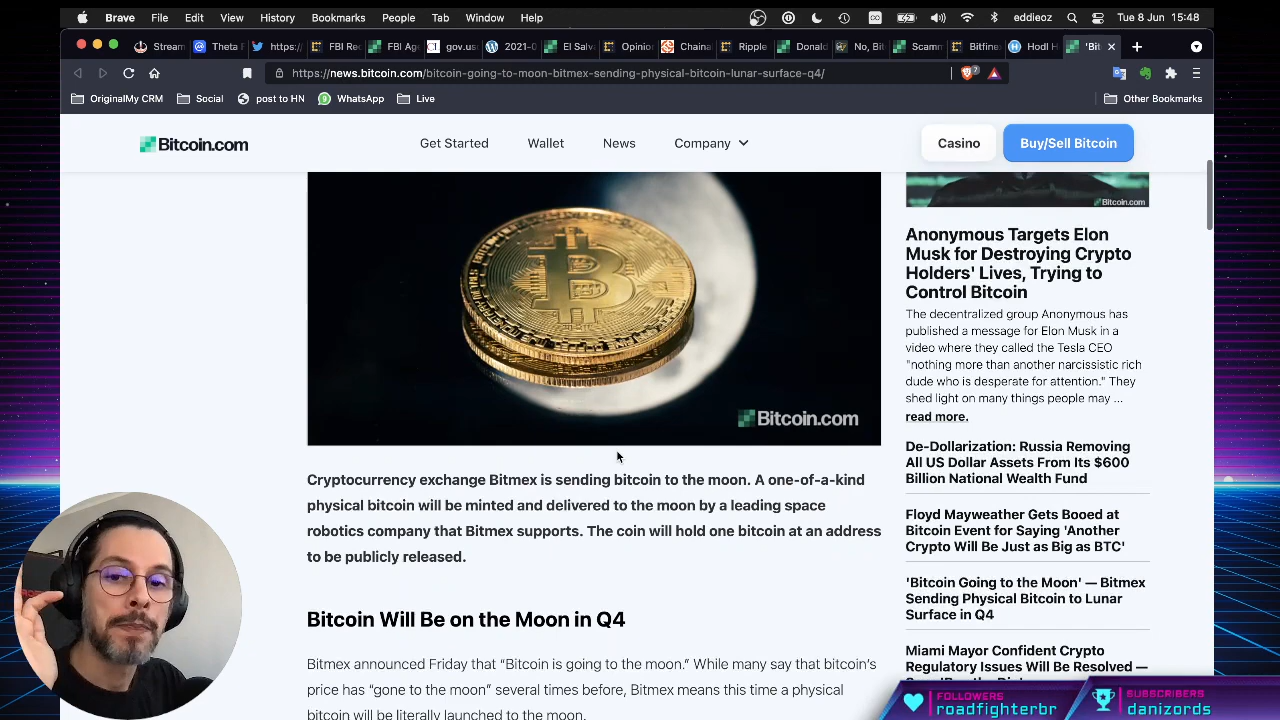 Brave File Edit View History Bookmarks People Tab Window Help eddieoz Tue 8 Jun 15:48
Stream Theta F https:/ FBI Rec FBI Age gov.us 2021-0 El Salva Opinio Chaina Ripple Donald No, Bit Scamm Bitfine Hodl H 'Bit
https://news.bitcoin.com/bitcoin-going-to-moon-bitmex-sending-physical-bitcoin-lunar-surface-q4/
OriginalMy CRM Social post to HN WhatsApp Live Other Bookmarks
Bitcoin.com Get Started Wallet News Company Casino Buy/Sell Bitcoin
Bitcoin.com
Bitcoin.com
Cryptocurrency exchange Bitmex is sending bitcoin to the moon. A one-of-a-kind
physical bitcoin will be minted and delivered to the moon by a leading space
robotics company that Bitmex supports. The coin will hold one bitcoin at an address
to be publicly released.
Bitcoin Will Be on the Moon in Q4
Bitmex announced Friday that “Bitcoin is going to the moon.” While many say that bitcoin’s
price has “gone to the moon” several times before, Bitmex means this time a physical
bitcoin will be literally launched to the moon.
Anonymous Targets Elon
Musk for Destroying Crypto
Holders' Lives, Trying to
Control Bitcoin
The decentralized group Anonymous has
published a message for Elon Musk in a
video where they called the Tesla CEO
"nothing more than another narcissistic rich
dude who is desperate for attention." They
shed light on many things people may ...
read more.
De-Dollarization: Russia Removing
All US Dollar Assets From Its $600
Billion National Wealth Fund
Floyd Mayweather Gets Booed at
Bitcoin Event for Saying 'Another
Crypto Will Be Just as Big as BTC'
'Bitcoin Going to the Moon' — Bitmex
Sending Physical Bitcoin to Lunar
Surface in Q4
Miami Mayor Confident Crypto
Regulatory Issues Will Be Resolved —
FOLLOWERS
roadfighterbr
SUBSCRIBERS
danizords